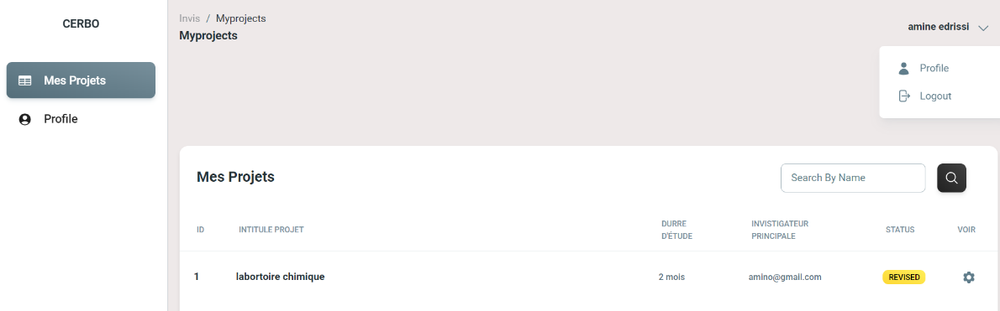 CERBO
Mes Projets
Profile
Invis / Myprojects
Myprojects
amine edrissi
Profile
Logout
Mes Projets
Search By Name
ID INTITULE PROJET DURRE D'ÉTUDE INVISTIGATEUR PRINCIPALE STATUS VOIR
1 labortoire chimique 2 mois amino@gmail.com REVISED